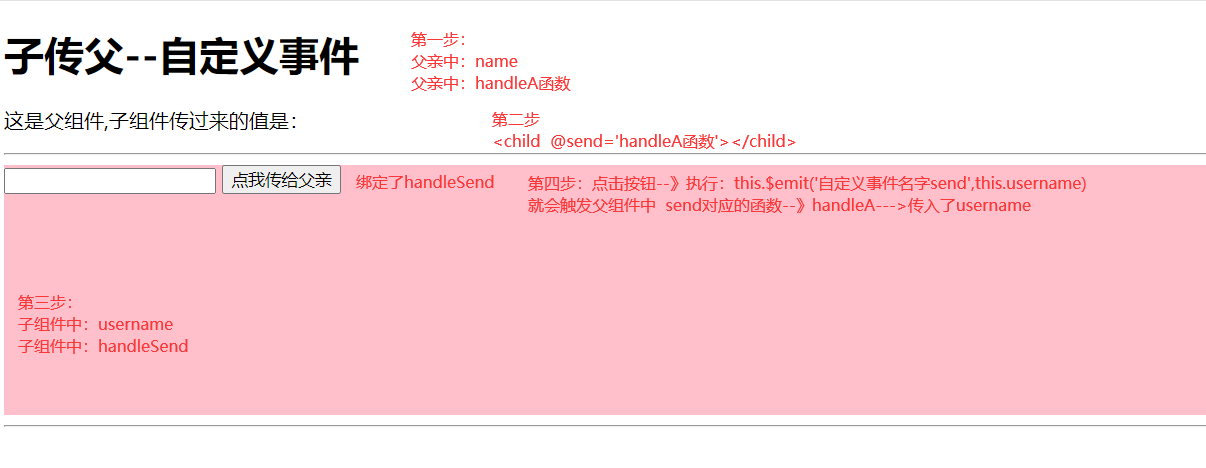 子传父--自定义事件
第一步：
父亲中：name
父亲中：handleA函数
这是父组件,子组件传过来的值是：
第二步
<child  @send='handleA函数'></child>
点我传给父亲
绑定了handleSend
第四步：点击按钮--》执行：this.$emit('自定义事件名字send',this.username)
就会触发父组件中  send对应的函数--》handleA--->传入了username
第三步：
子组件中：username
子组件中：handleSend